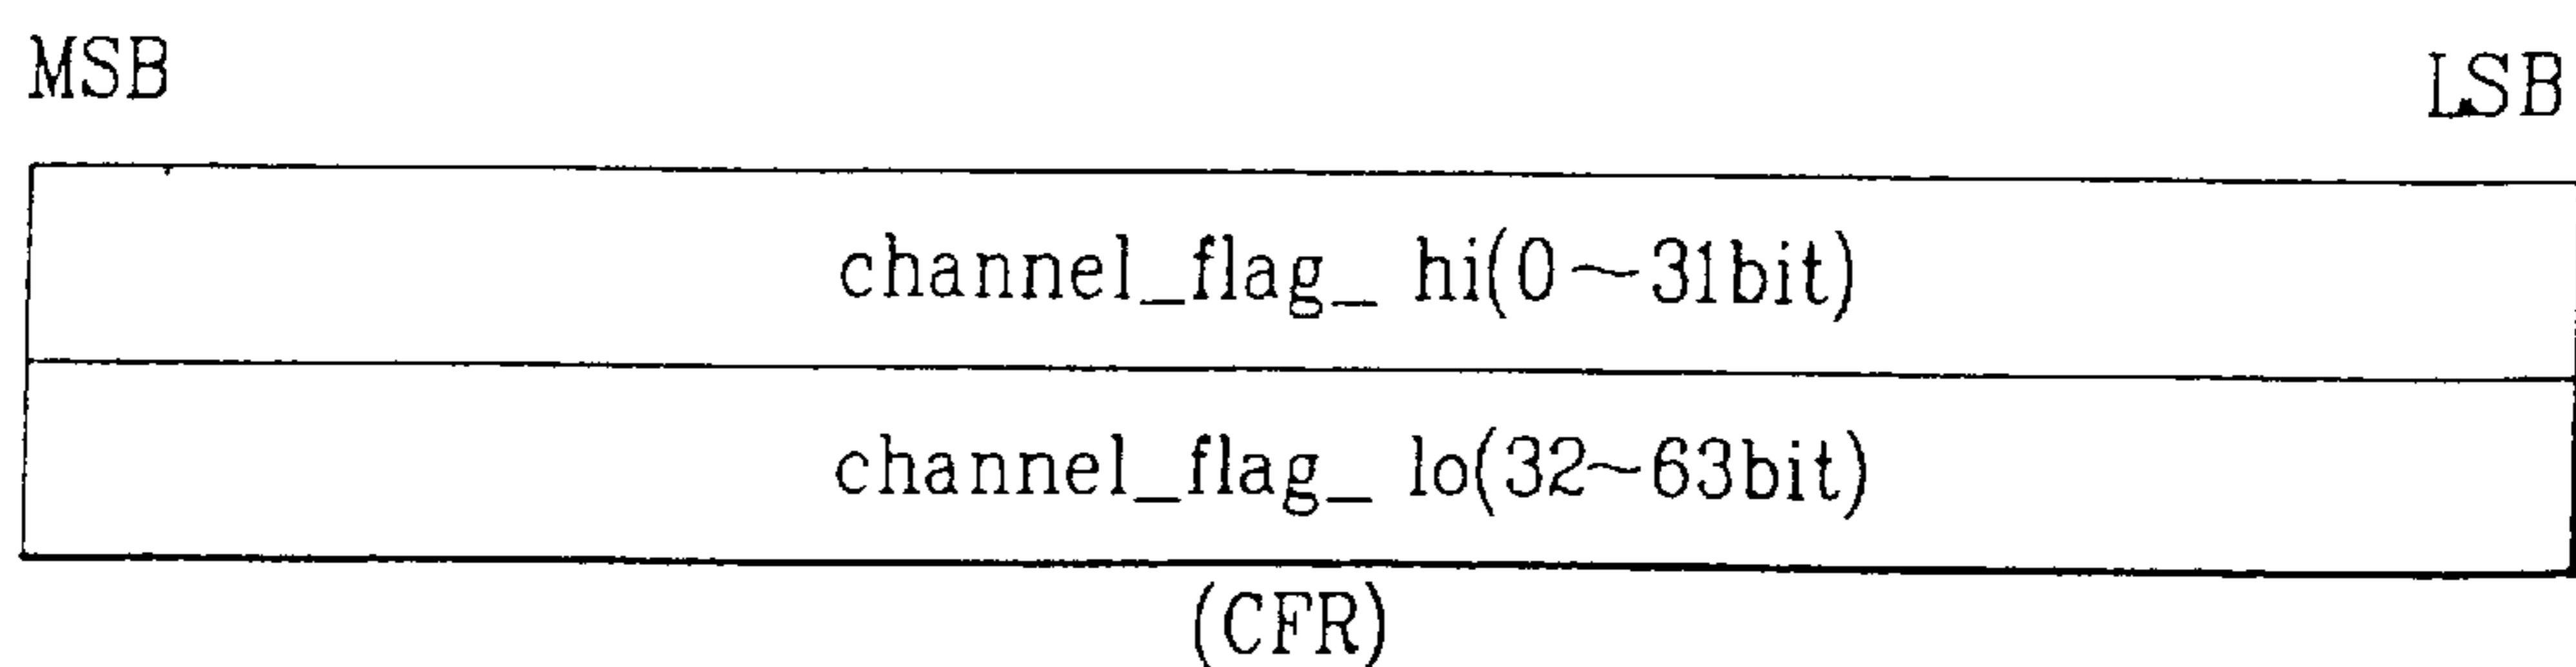 MSB LSB
channel_flag_ hi(0~31bit)
channel_flag_ lo(32~63bit)
(CFR)